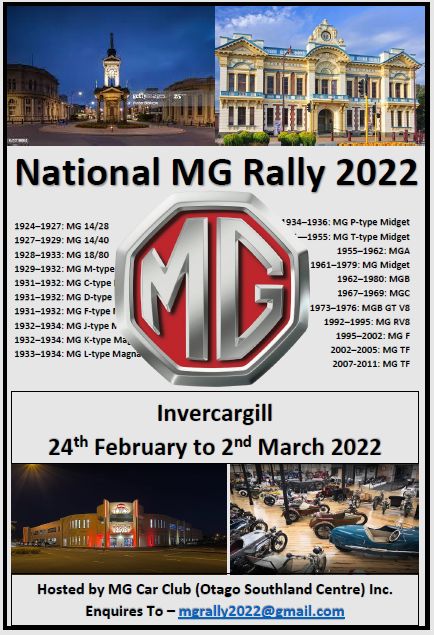 gettyimages
National MG Rally 2022
1924–1927: MG 14/28
1927–1929: MG 14/40
1928–1933: MG 18/80
1929–1932: MG M-type
1931–1932: MG C-type
1931–1932: MG D-type
1931–1932: MG F-type
1932–1934: MG J-type
1932–1934: MG K-type
1933–1934: MG L-type
MG
1934–1936: MG P-type Midget
1955: MG T-type Midget
1955–1962: MGA
1961–1979: MG Midget
1962–1980: MGB
1967–1969: MGC
1973–1976: MGB GT V8
1992–1995: MG RV8
1995–2002: MG F
2002–2005: MG TF
2007-2011: MG TF
Invercargill
24th February to 2nd March 2022
Hosted by MG Car Club (Otago Southland Centre) Inc.
Enquires To – mgrally2022@gmail.com